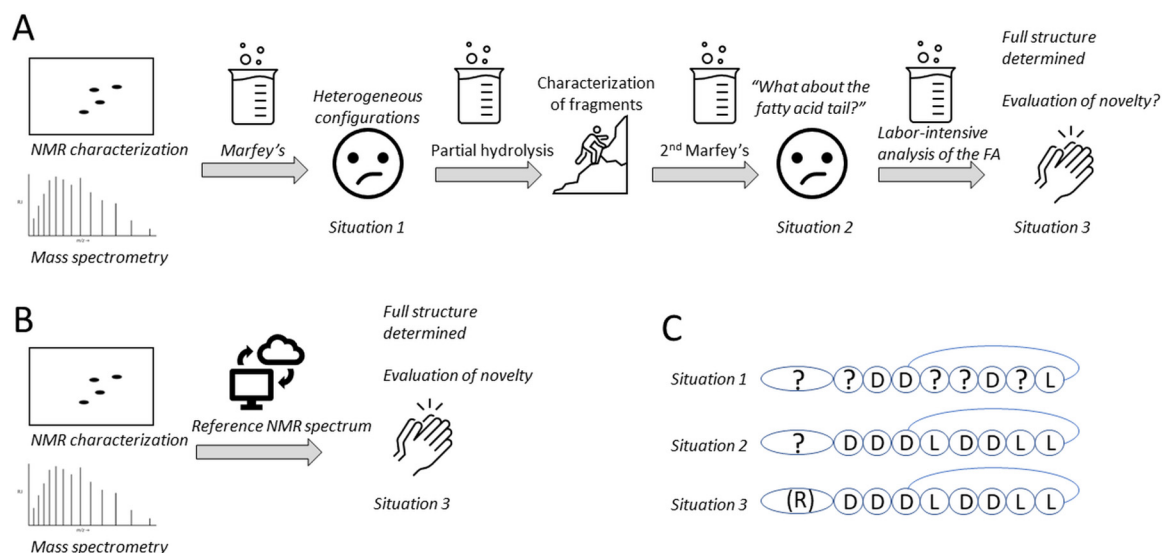 A
NMR characterization
RI
m/z →
Mass spectrometry
Marfey's
Heterogeneous
configurations
Situation 1
Partial hydrolysis
Characterization
of fragments
2nd Marfey's
"What about the
fatty acid tail?"
Situation 2
Labor-intensive
analysis of the FA
Full structure
determined
Evaluation of novelty?
Situation 3
B
NMR characterization
RI
m/z →
Mass spectrometry
Reference NMR spectrum
Full structure
determined
Evaluation of novelty
Situation 3
C
Situation 1 ? ? D D ? ? D ? L
Situation 2 ? D D D L D D L L
Situation 3 (R) D D D L D D L L